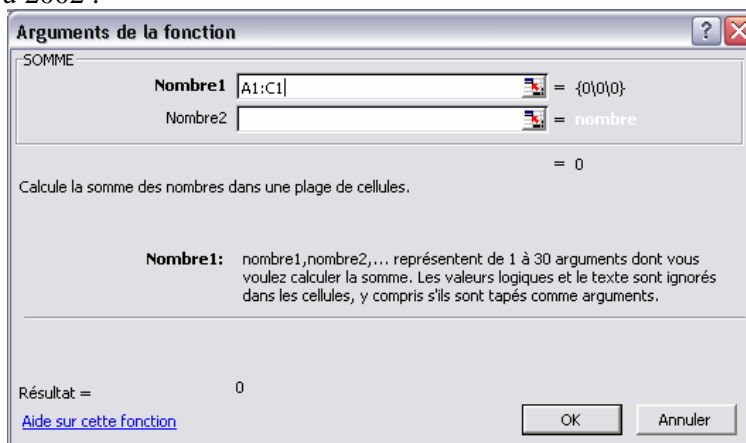 à 2002 :
Arguments de la fonction
SOMME
Nombre1 A1:C1 = {0\0\0}
Nombre2 = nombre
= 0
Calcule la somme des nombres dans une plage de cellules.
Nombre1: nombre1,nombre2,... représentent de 1 à 30 arguments dont vous
voulez calculer la somme. Les valeurs logiques et le texte sont ignorés
dans les cellules, y compris s'ils sont tapés comme arguments.
Résultat = 0
Aide sur cette fonction
OK Annuler